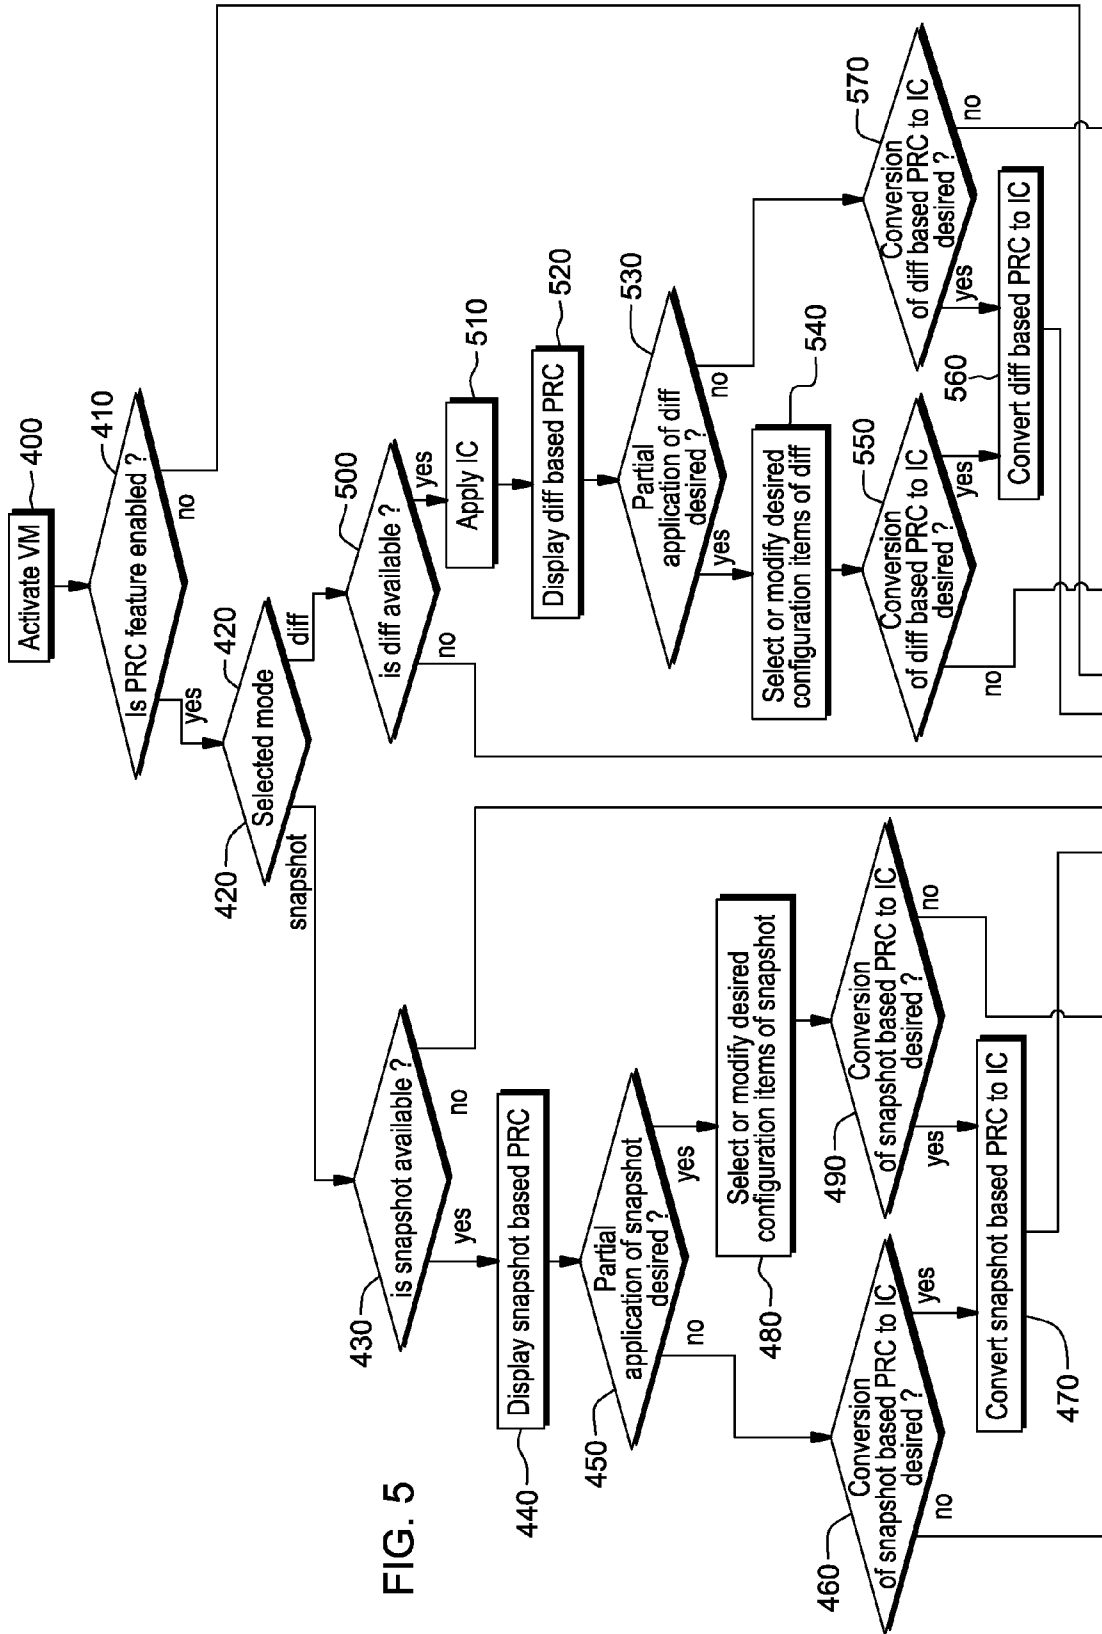 FIG. 5
Activate VM
400
Is PRC feature enabled ?
410
yes
no
420
Selected mode
420
snapshot
diff
430
is snapshot available ?
yes
no
440
Display snapshot based PRC
450
Partial
application of snapshot
desired ?
no
yes
480
Select or modify desired
configuration items of snapshot
460
Conversion
of snapshot based PRC to IC
desired ?
no
yes
490
Conversion
of snapshot based PRC to IC
desired ?
yes
no
Convert snapshot based PRC to IC
470
is diff available ?
500
no
yes
Apply IC
510
Display diff based PRC
520
Partial
application of diff
desired ?
530
yes
no
Select or modify desired
configuration items of diff
540
Conversion
of diff based PRC to IC
desired ?
550
no
yes
Conversion
of diff based PRC to IC
desired ?
570
yes
no
560
Convert diff based PRC to IC